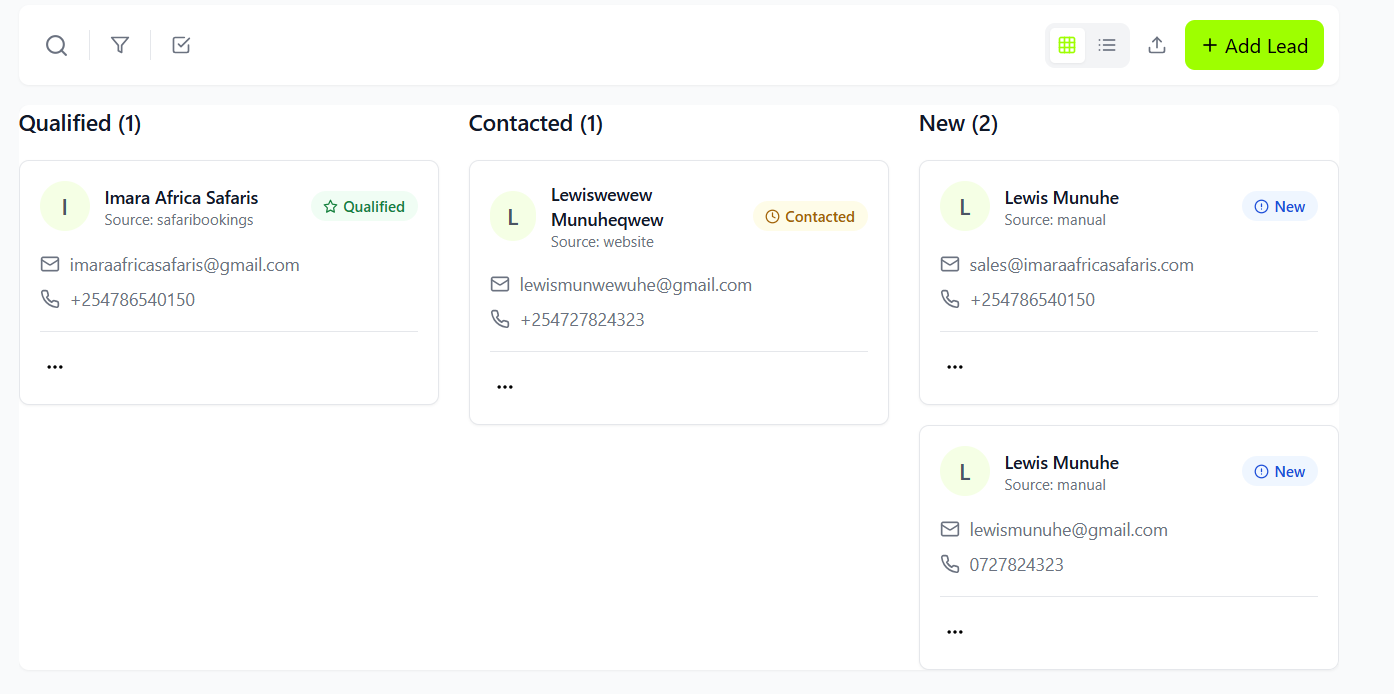 + Add Lead
Qualified (1)
I
Imara Africa Safaris
Source: safaribookings
Qualified
imaraafricasafaris@gmail.com
+254786540150
...
Contacted (1)
L
Lewiswewew
Munuheqwew
Source: website
Contacted
lewismunwewuhe@gmail.com
+254727824323
...
New (2)
L
Lewis Munuhe
Source: manual
New
sales@imaraafricasafaris.com
+254786540150
...
L
Lewis Munuhe
Source: manual
New
lewismunuhe@gmail.com
0727824323
...